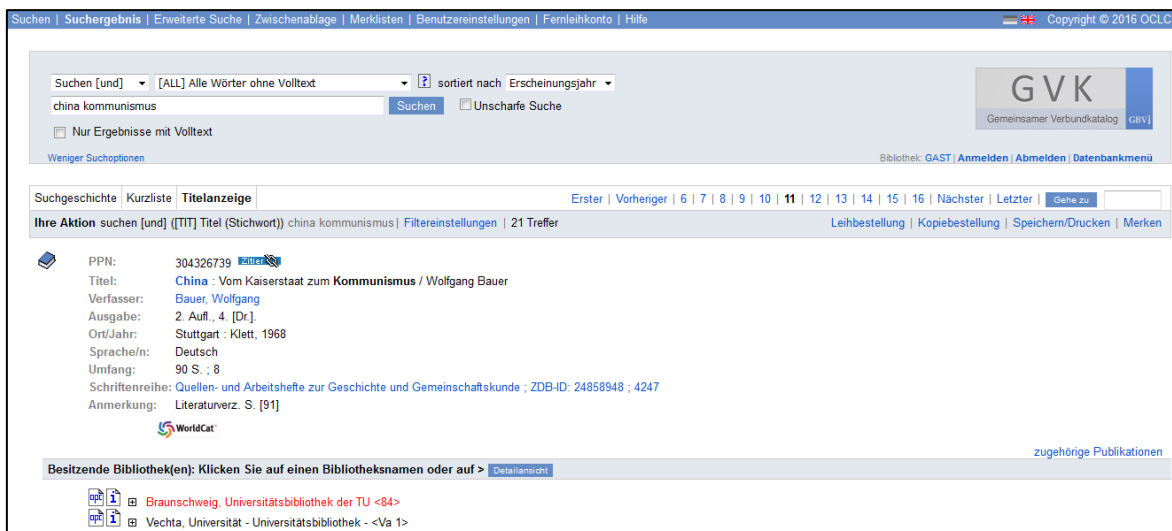 Suchen | Suchergebnis | Erweiterte Suche | Zwischenablage | Merklisten | Benutzereinstellungen | Fernleihkonto | Hilfe Copyright © 2016 OCLC
Suchen [und] [ALL] Alle Wörter ohne Volltext ? sortiert nach Erscheinungsjahr
china kommunismus Suchen Unscharfe Suche
Nur Ergebnisse mit Volltext
GVK
Gemeinsamer Verbundkatalog GBV
Weniger Suchoptionen Bibliothek: GAST | Anmelden | Abmelden | Datenbankmenü
Suchgeschichte Kurzliste Titelanzeige Erster | Vorheriger | 6 | 7 | 8 | 9 | 10 | 11 | 12 | 13 | 14 | 15 | 16 | Nächster | Letzter | Gehe zu
Ihre Aktion suchen [und] ([TIT] Titel (Stichwort)) china kommunismus | Filtereinstellungen | 21 Treffer Leihbestellung | Kopiebestellung | Speichern/Drucken | Merken
PPN: 304326739
Titel: China : Vom Kaiserstaat zum Kommunismus / Wolfgang Bauer
Verfasser: Bauer, Wolfgang
Ausgabe: 2. Aufl., 4. [Dr.].
Ort/Jahr: Stuttgart : Klett, 1968
Sprache/n: Deutsch
Umfang: 90 S. ; 8
Schriftenreihe: Quellen- und Arbeitshefte zur Geschichte und Gemeinschaftskunde ; ZDB-ID: 24858948 ; 4247
Anmerkung: Literaturverz. S. [91]
WorldCat
zugehörige Publikationen
Besitzende Bibliothek(en): Klicken Sie auf einen Bibliotheksnamen oder auf > Detailansicht
opc i Braunschweig, Universitätsbibliothek der TU <84>
opc i Vechta, Universität - Universitätsbibliothek - <Va 1>